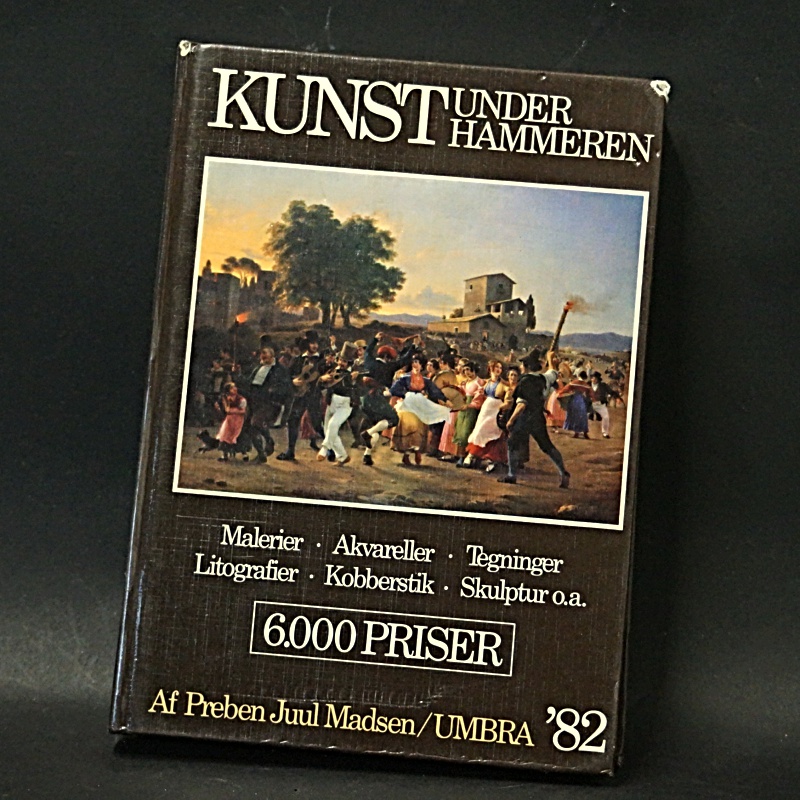 KUNST UNDER
HAMMEREN
Malerier · Akvareller · Tegninger
Litografier · Kobberstik · Skulptur o.a.
6.000 PRISER
Af Preben Juul Madsen/UMBRA '82